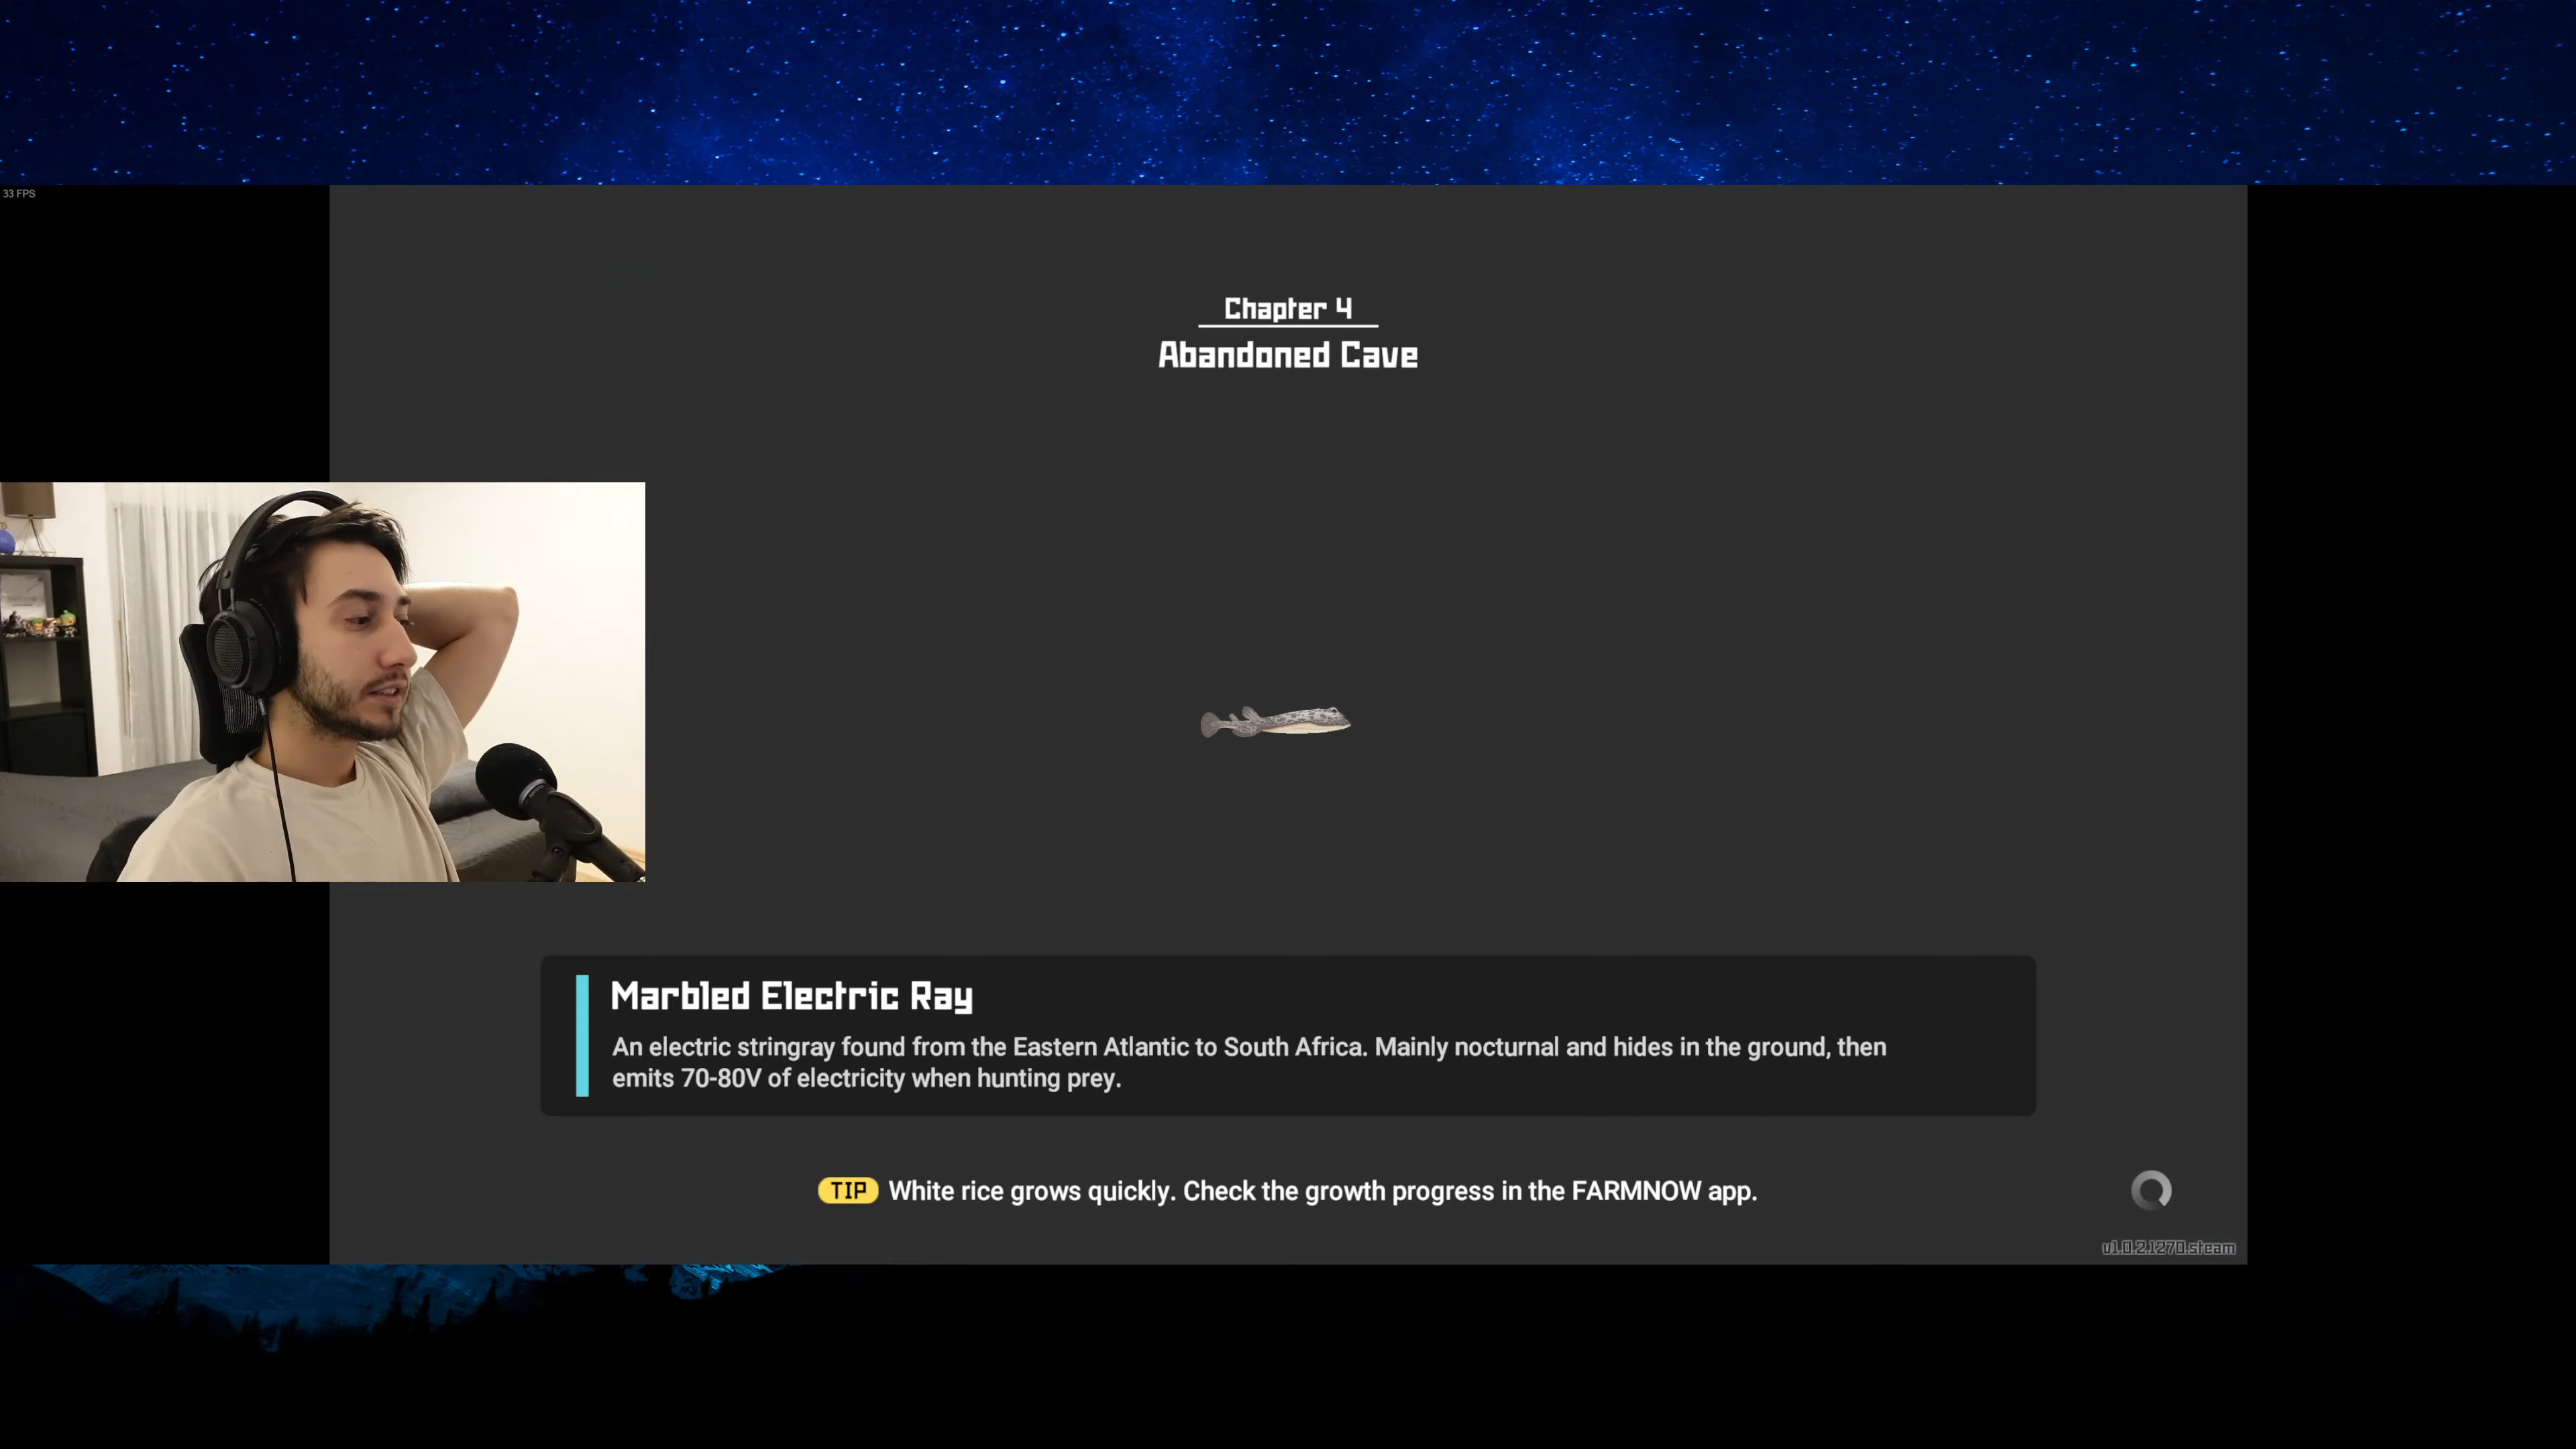 33 FPS
Chapter 4
Abandoned Cave
Marbled Electric Ray
An electric stringray found from the Eastern Atlantic to South Africa. Mainly nocturnal and hides in the ground, then
emits 70-80V of electricity when hunting prey.
TIP White rice grows quickly. Check the growth progress in the FARMNOW app.
v1.0.2.1270.steam